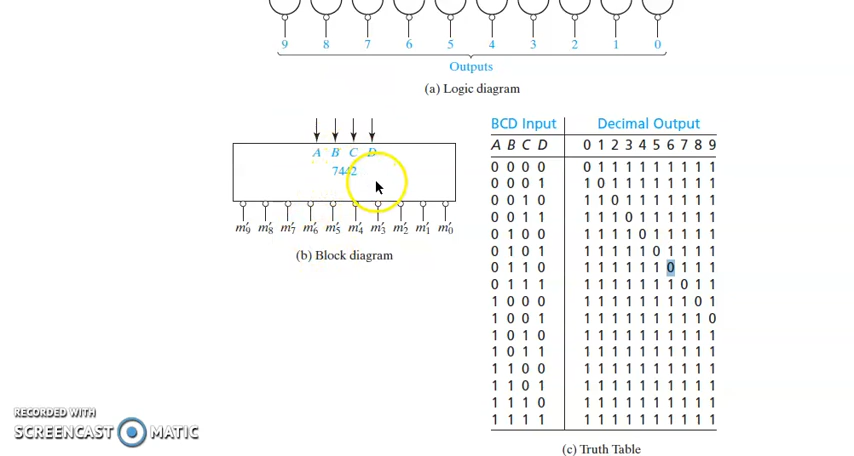 9 8 7 6 5 4 3 2 1 0
Outputs
(a) Logic diagram
A B C D
7442
m′9 m′8 m′7 m′6 m′5 m′4 m′3 m′2 m′1 m′0
(b) Block diagram
BCD Input Decimal Output
A B C D 0 1 2 3 4 5 6 7 8 9
0 0 0 0 0 1 1 1 1 1 1 1 1 1
0 0 0 1 1 0 1 1 1 1 1 1 1 1
0 0 1 0 1 1 0 1 1 1 1 1 1 1
0 0 1 1 1 1 1 0 1 1 1 1 1 1
0 1 0 0 1 1 1 1 0 1 1 1 1 1
0 1 0 1 1 1 1 1 1 0 1 1 1 1
0 1 1 0 1 1 1 1 1 1 0 1 1 1
0 1 1 1 1 1 1 1 1 1 1 0 1 1
1 0 0 0 1 1 1 1 1 1 1 1 0 1
1 0 0 1 1 1 1 1 1 1 1 1 1 0
1 0 1 0 1 1 1 1 1 1 1 1 1 1
1 0 1 1 1 1 1 1 1 1 1 1 1 1
1 1 0 0 1 1 1 1 1 1 1 1 1 1
1 1 0 1 1 1 1 1 1 1 1 1 1 1
1 1 1 0 1 1 1 1 1 1 1 1 1 1
1 1 1 1 1 1 1 1 1 1 1 1 1 1
(c) Truth Table
RECORDED WITH
SCREENCAST MATIC